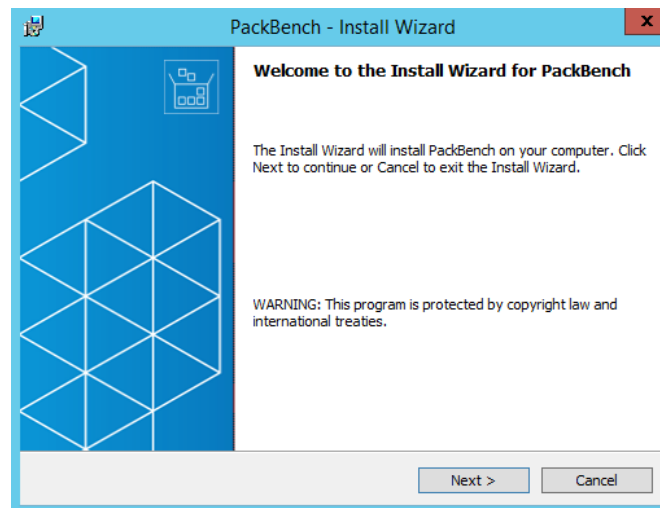 PackBench - Install Wizard
x
Welcome to the Install Wizard for PackBench
The Install Wizard will install PackBench on your computer. Click
Next to continue or Cancel to exit the Install Wizard.
WARNING: This program is protected by copyright law and
international treaties.
Next >
Cancel